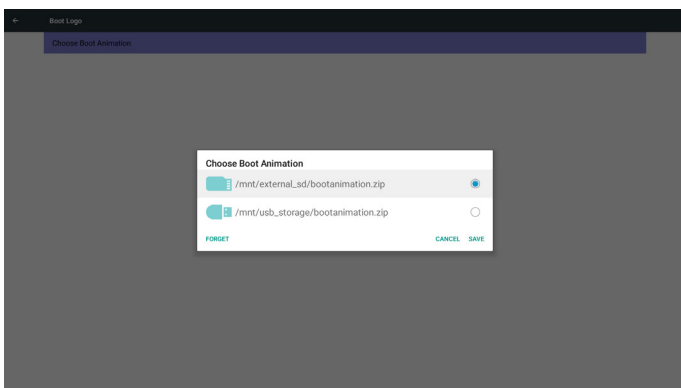 Boot Logo
Choose Boot Animation
Choose Boot Animation
/mnt/external_sd/bootanimation.zip
/mnt/usb_storage/bootanimation.zip
FORGET CANCEL SAVE